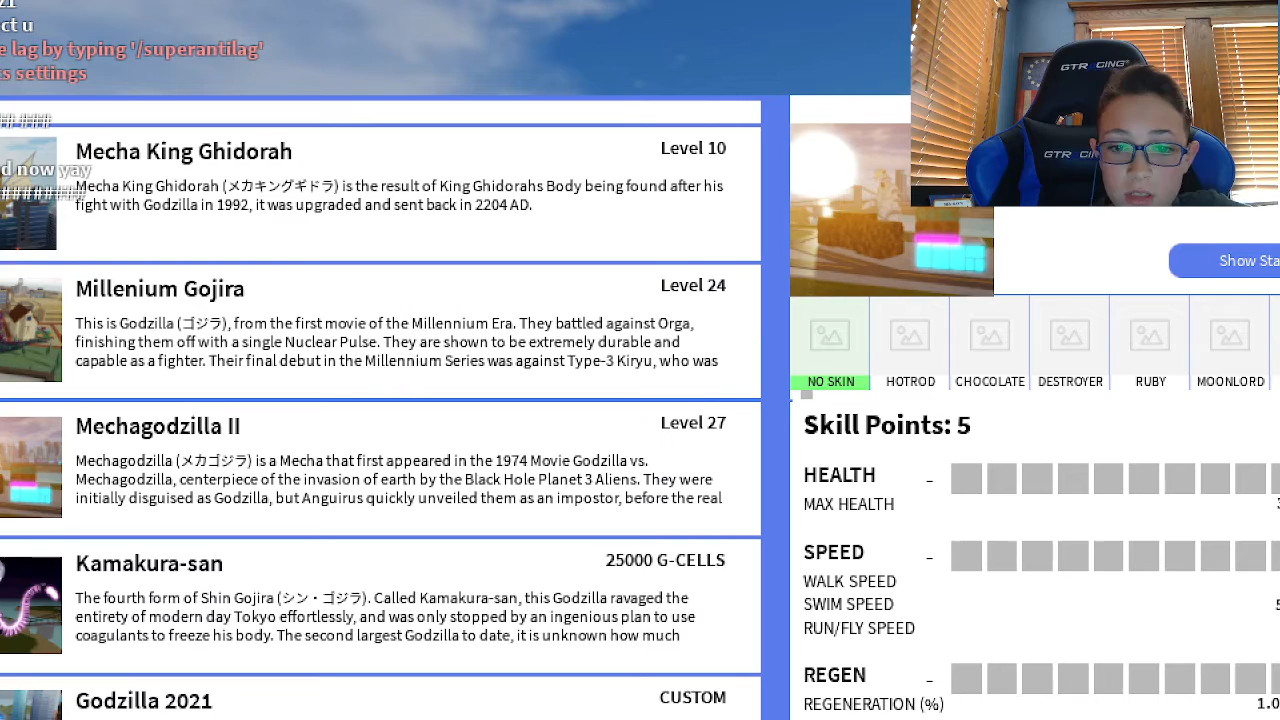 ct u
e lag by typing '/superantilag'
s settings
## ###
d now yay
##########
GTRACING
GTRACING
Mecha King Ghidorah
Level 10
Mecha King Ghidorah (メカキングギドラ) is the result of King Ghidorahs Body being found after his
fight with Godzilla in 1992, it was upgraded and sent back in 2204 AD.
Millenium Gojira
Level 24
This is Godzilla (ゴジラ), from the first movie of the Millennium Era. They battled against Orga,
finishing them off with a single Nuclear Pulse. They are shown to be extremely durable and
capable as a fighter. Their final debut in the Millennium Series was against Type-3 Kiryu, who was
Mechagodzilla II
Level 27
Mechagodzilla (メカゴジラ) is a Mecha that first appeared in the 1974 Movie Godzilla vs.
Mechagodzilla, centerpiece of the invasion of earth by the Black Hole Planet 3 Aliens. They were
initially disguised as Godzilla, but Anguirus quickly unveiled them as an impostor, before the real
Kamakura-san
25000 G-CELLS
The fourth form of Shin Gojira (シン・ゴジラ). Called Kamakura-san, this Godzilla ravaged the
entirety of modern day Tokyo effortlessly, and was only stopped by an ingenious plan to use
coagulants to freeze his body. The second largest Godzilla to date, it is unknown how much
Godzilla 2021
CUSTOM
Show Sta
NO SKIN
HOTROD
CHOCOLATE
DESTROYER
RUBY
MOONLORD
Skill Points: 5
HEALTH -
MAX HEALTH
SPEED -
WALK SPEED
SWIM SPEED
RUN/FLY SPEED
REGEN -
REGENERATION (%) 1.0